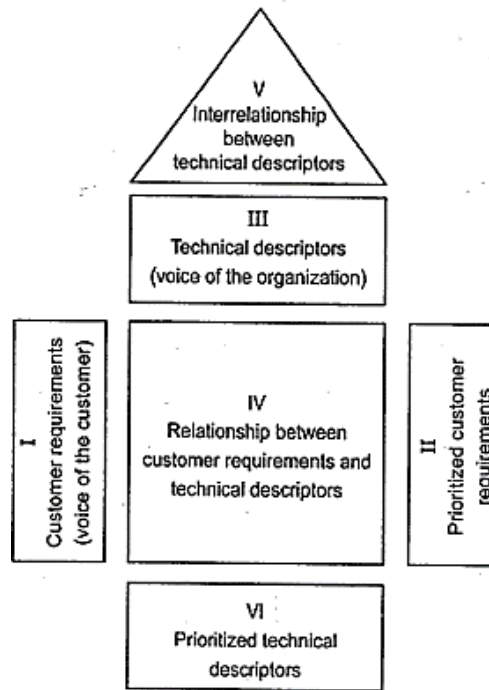 V
Interrelationship
between
technical descriptors
III
Technical descriptors
(voice of the organization)
I
Customer requirements
(voice of the customer)
IV
Relationship between
customer requirements and
technical descriptors
II
Prioritized customer
requirements
VI
Prioritized technical
descriptors